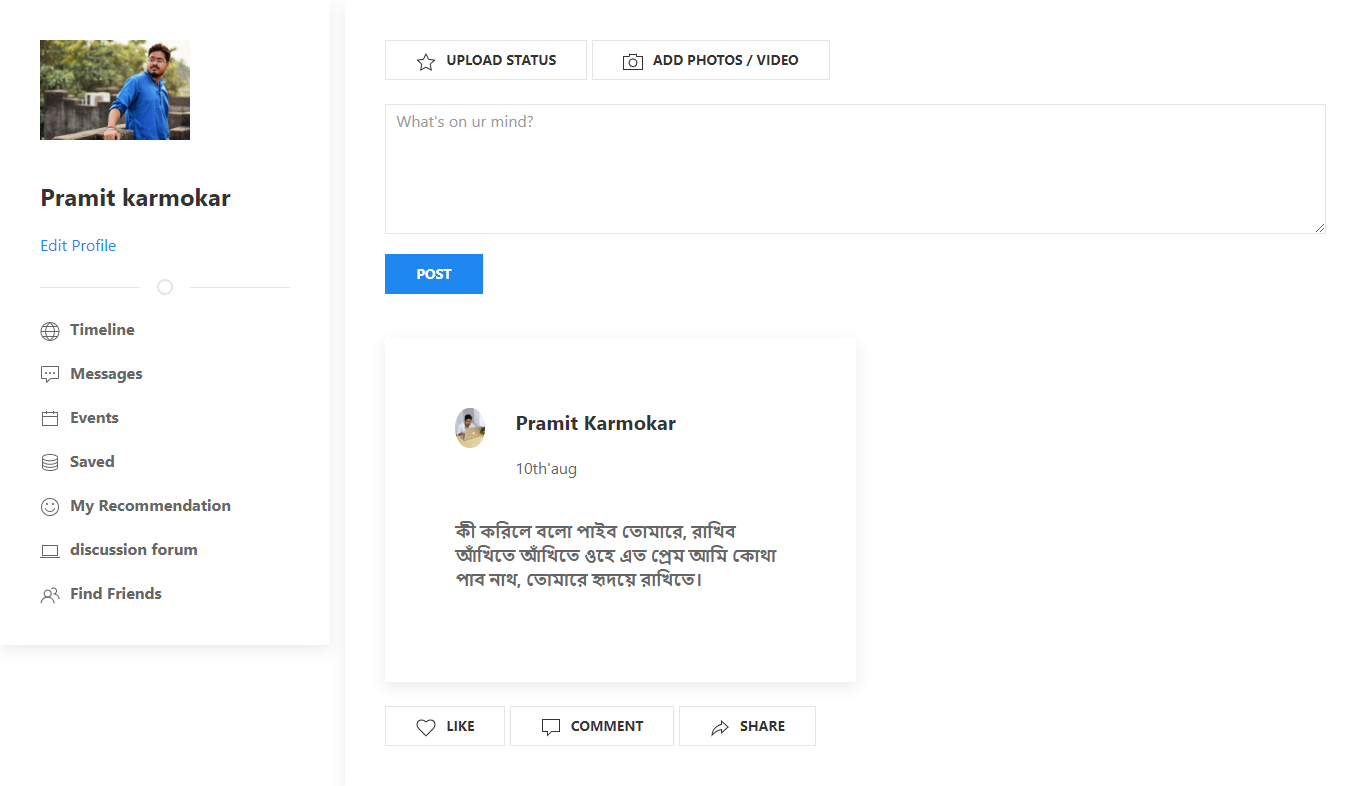 Pramit karmokar
Edit Profile
Timeline
Messages
Events
Saved
My Recommendation
discussion forum
Find Friends
UPLOAD STATUS
ADD PHOTOS / VIDEO
What's on ur mind?
POST
Pramit Karmokar
10th'aug
কী করিলে বলো পাইব তোমারে, রাখিব
আঁখিতে আঁখিতে ওহে এত প্রেম আমি কোথা
পাব নাথ, তোমারে হৃদয়ে রাখিতে।
LIKE
COMMENT
SHARE